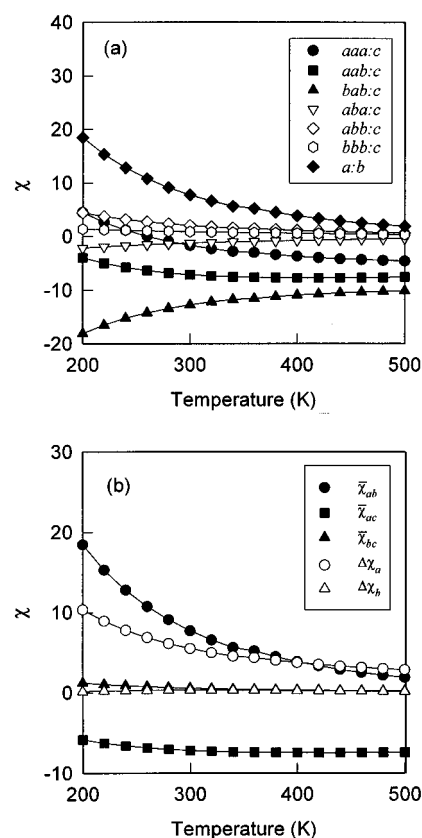 40
(a)
aaa:c
aab:c
bab:c
aba:c
abb:c
bbb:c
a:b
30
20
10
0
-10
-20
χ
200 300 400 500
Temperature (K)
30
(b)
χ̄ab
χ̄ac
χ̄bc
Δχa
Δχb
20
10
0
-10
χ
200 300 400 500
Temperature (K)